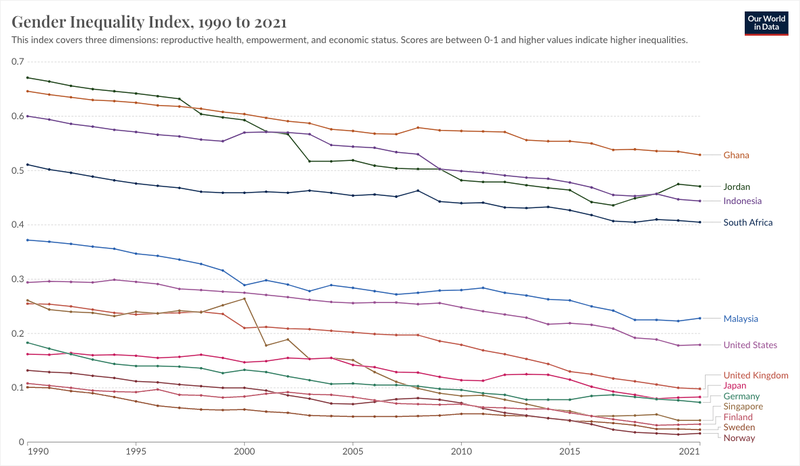 Gender Inequality Index, 1990 to 2021
Our World
in Data
This index covers three dimensions: reproductive health, empowerment, and economic status. Scores are between 0-1 and higher values indicate higher inequalities.
0.7
0.6
0.5
0.4
0.3
0.2
0.1
0
Ghana
Jordan
Indonesia
South Africa
Malaysia
United States
United Kingdom
Japan
Germany
Singapore
Finland
Sweden
Norway
1990 1995 2000 2005 2010 2015 2021